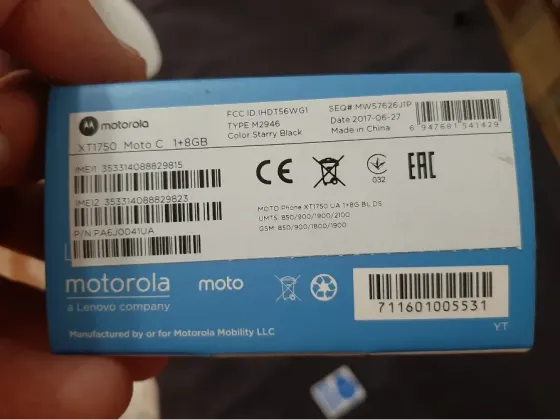 motorola
XT1750 Moto C 1+8GB
FCC ID IHDT56WG1
TYPE M2946
Color Starry Black
SEQ# MW57626J1P
Date 2017-06-27
Made in China
6 947681 541429
IMEI1 353314088829815
IMEI2 353314088829823
P/N PA6J0041UA
CE
032
EAC
MOTO Phone XT1750 UA 1+8G BL DS
UMTS: 850/900/1900/2100
GSM: 850/900/1800/1900
motorola
a Lenovo company
moto
711601005531
YT
Manufactured by or for Motorola Mobility LLC